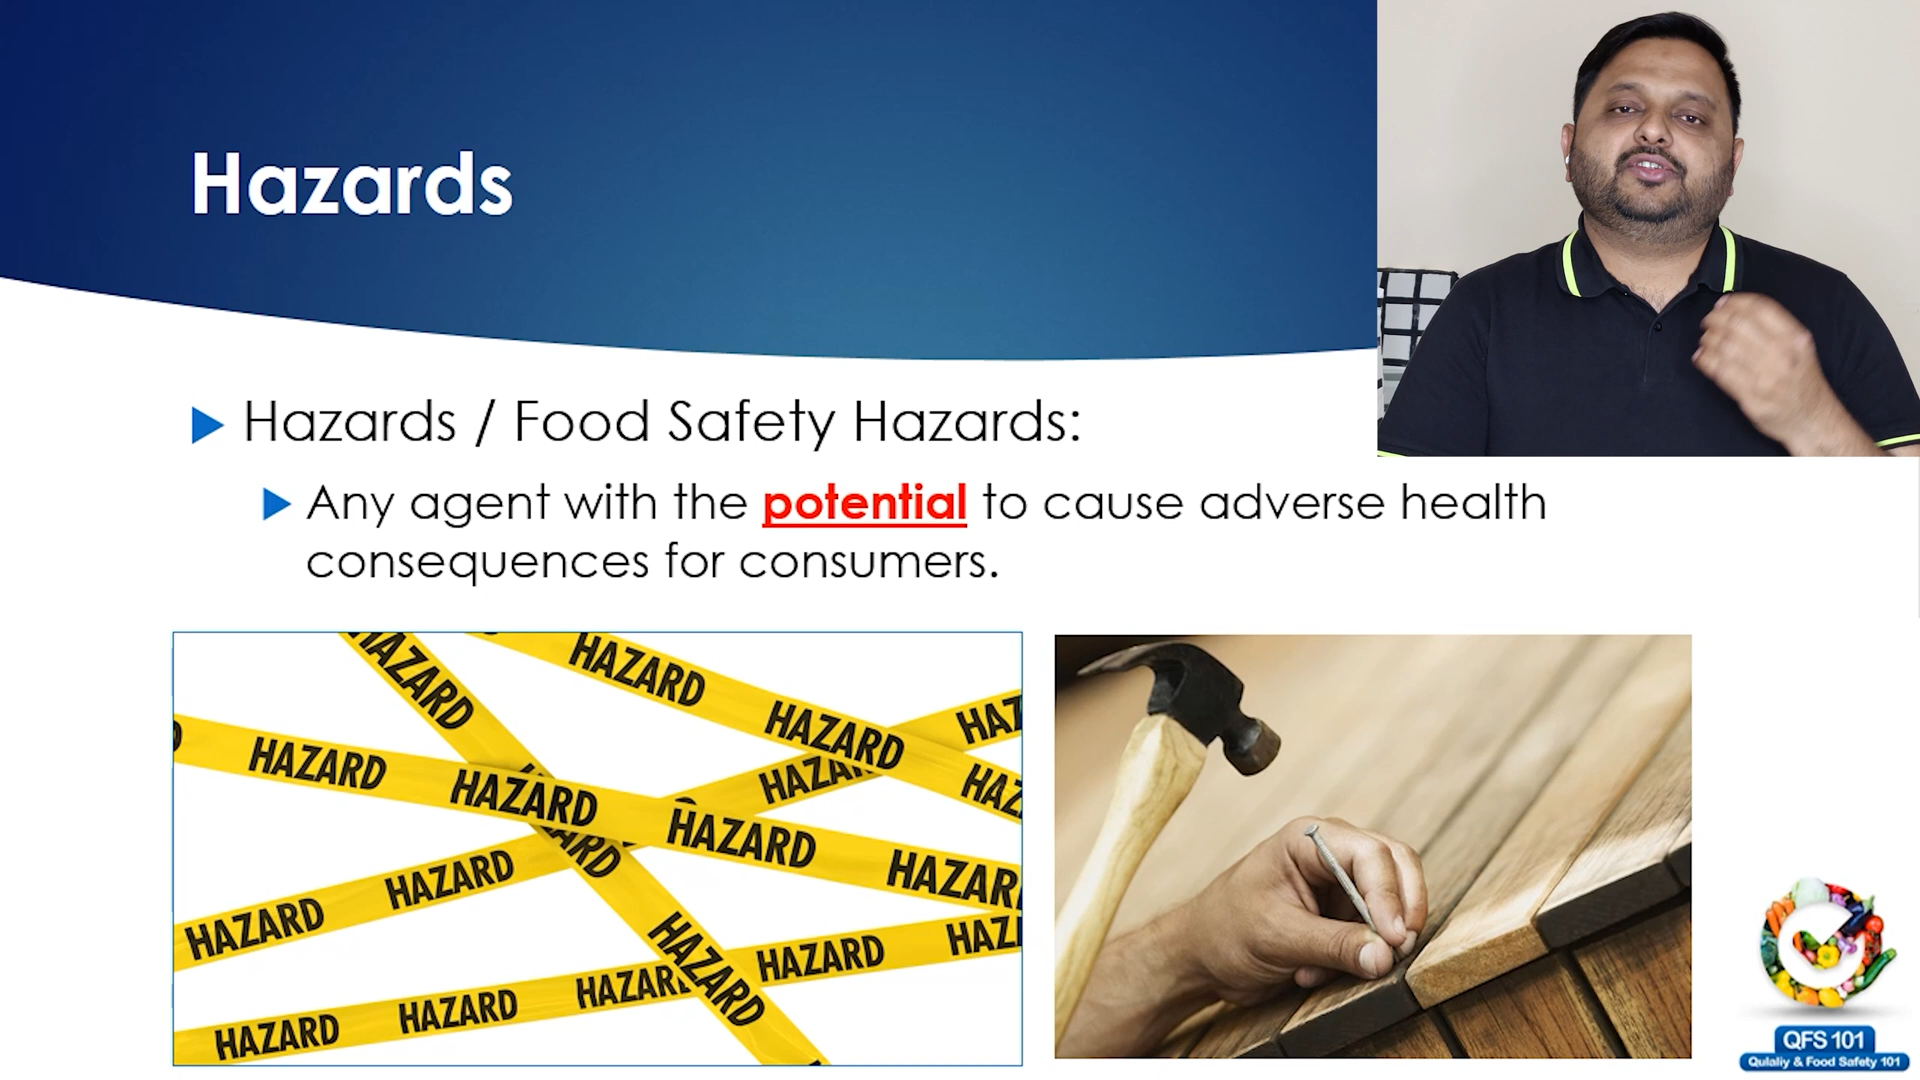 Hazards
Hazards / Food Safety Hazards:
Any agent with the potential to cause adverse health
consequences for consumers.
HAZARD
HAZARD
HAZARD
HAZARD
HAZARD
HAZARD
HAZARD
HAZARD
HAZARD
HAZARD
HAZARD
HAZARD
HAZARD
QFS 101
Qulaliy & Food Safety 101